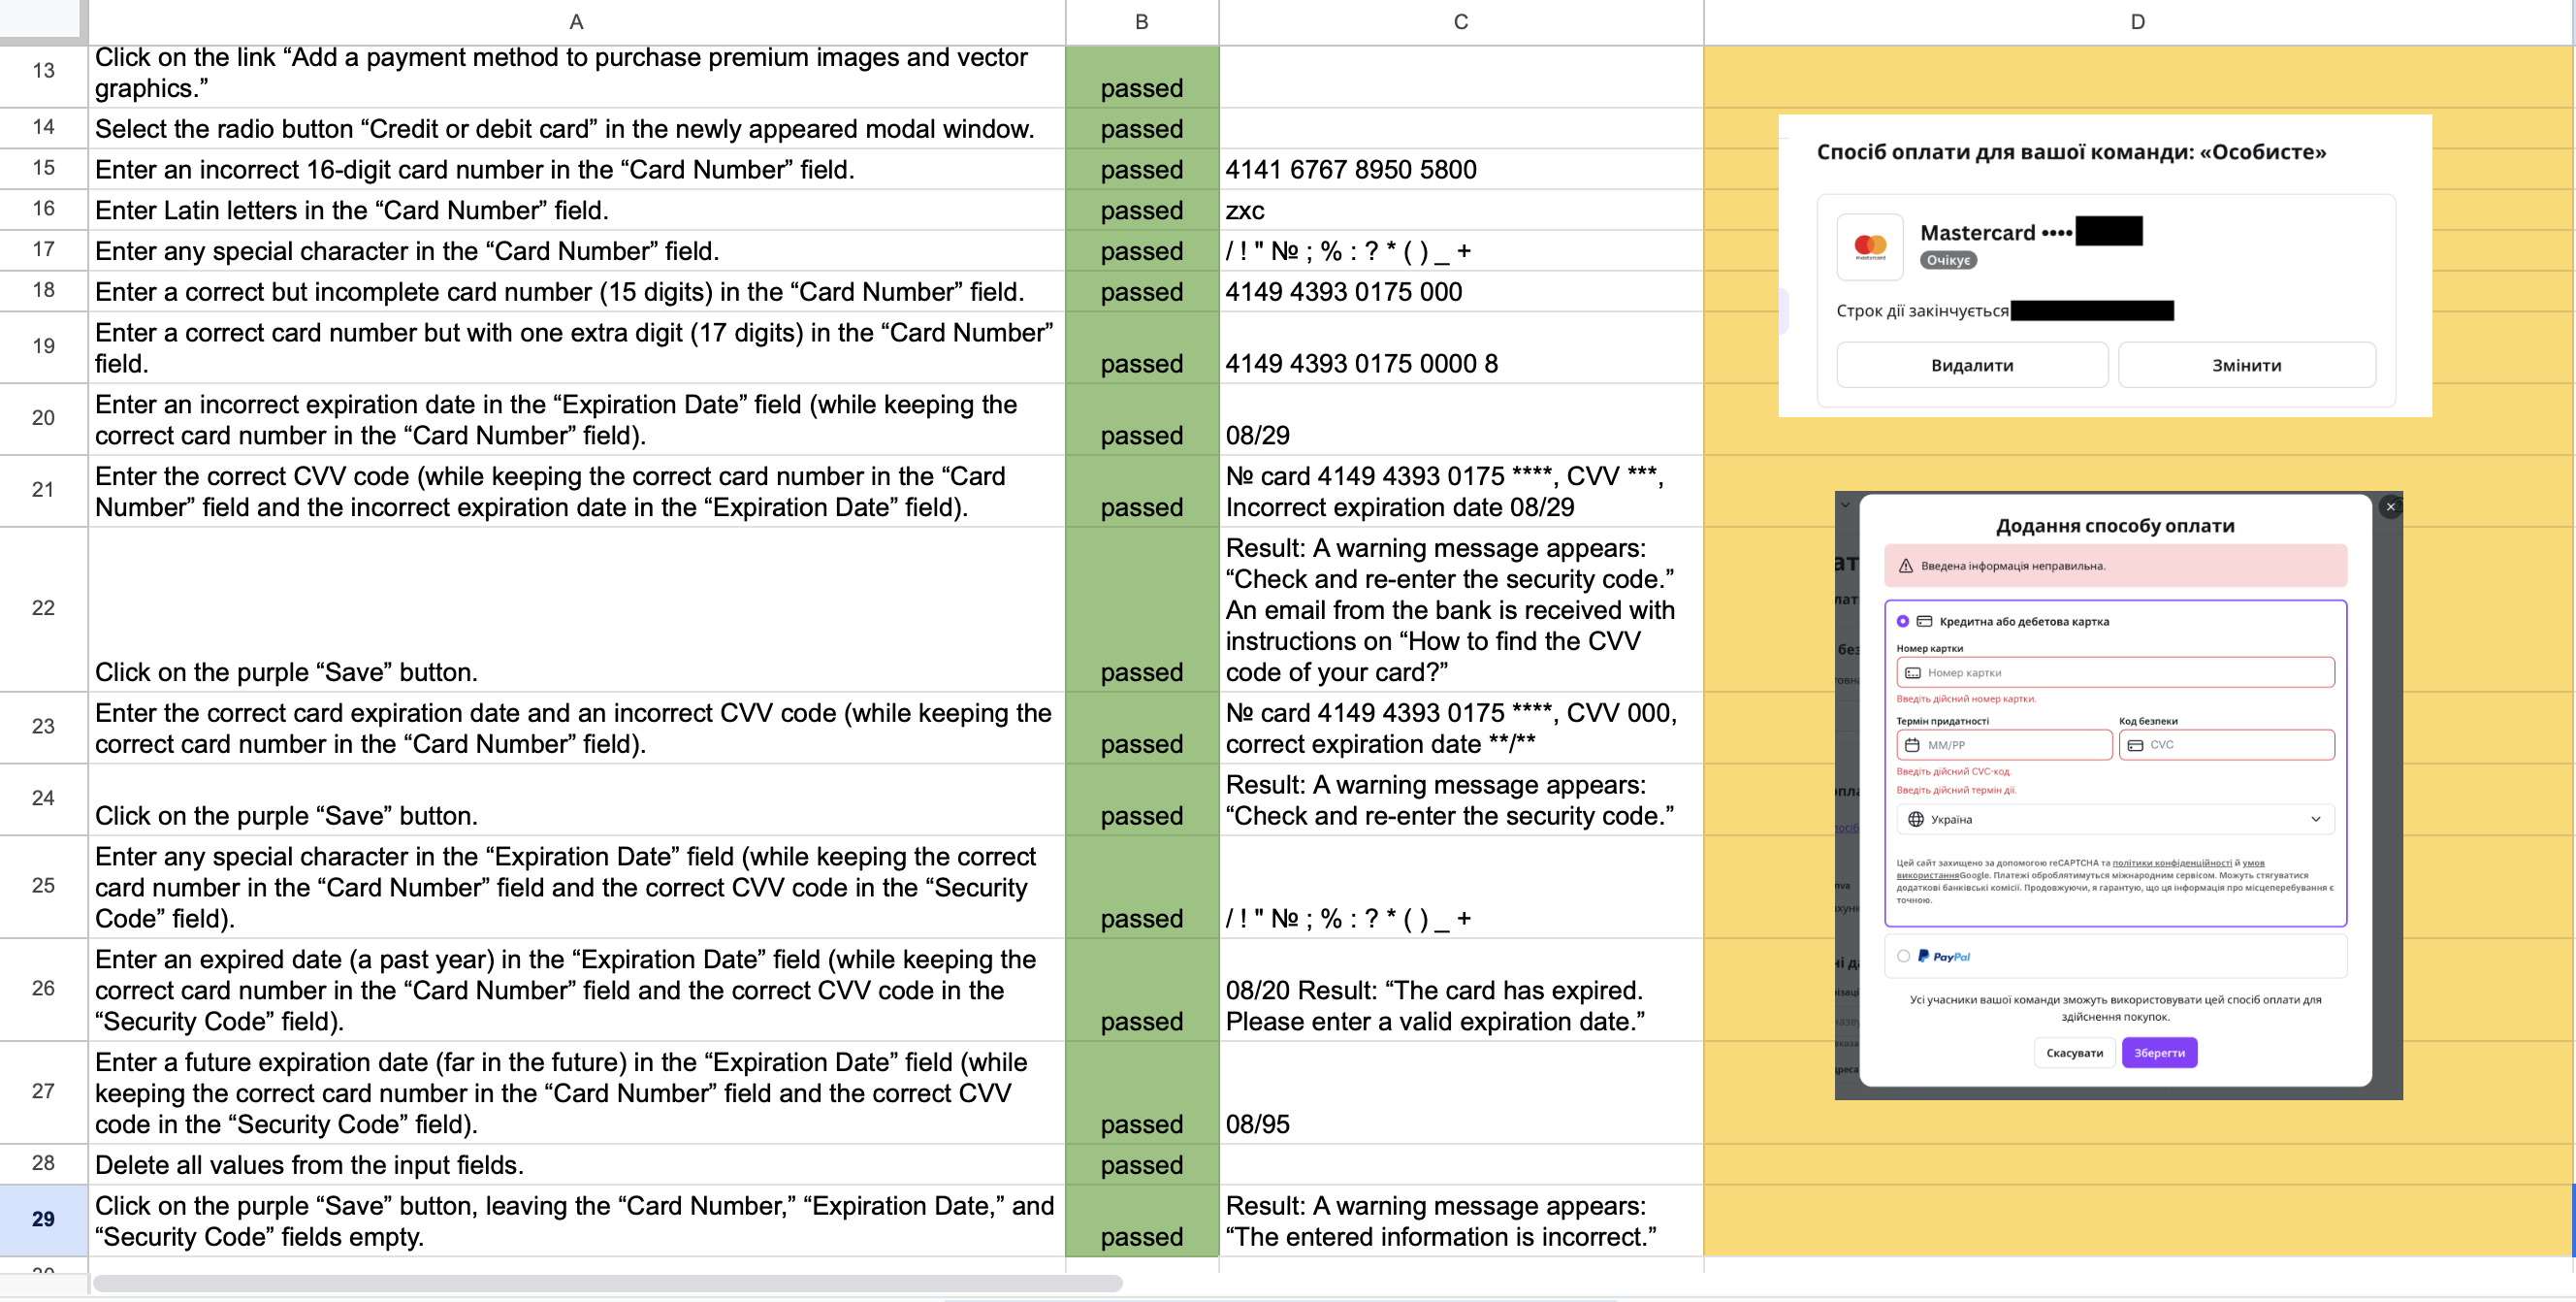 A B C D
13 Click on the link “Add a payment method to purchase premium images and vector
graphics.” passed
14 Select the radio button “Credit or debit card” in the newly appeared modal window. passed
15 Enter an incorrect 16-digit card number in the “Card Number” field. passed 4141 6767 8950 5800
16 Enter Latin letters in the “Card Number” field. passed zxc
17 Enter any special character in the “Card Number” field. passed / ! " № ; % : ? * ( ) _ +
18 Enter a correct but incomplete card number (15 digits) in the “Card Number” field. passed 4149 4393 0175 000
19 Enter a correct card number but with one extra digit (17 digits) in the “Card Number”
field. passed 4149 4393 0175 0000 8
20 Enter an incorrect expiration date in the “Expiration Date” field (while keeping the
correct card number in the “Card Number” field). passed 08/29
21 Enter the correct CVV code (while keeping the correct card number in the “Card
Number” field and the incorrect expiration date in the “Expiration Date” field). passed
№ card 4149 4393 0175 ****, CVV ***,
Incorrect expiration date 08/29
22 Click on the purple “Save” button. passed
Result: A warning message appears:
“Check and re-enter the security code.”
An email from the bank is received with
instructions on “How to find the CVV
code of your card?”
23 Enter the correct card expiration date and an incorrect CVV code (while keeping the
correct card number in the “Card Number” field). passed
№ card 4149 4393 0175 ****, CVV 000,
correct expiration date **/**
24 Click on the purple “Save” button. passed
Result: A warning message appears:
“Check and re-enter the security code.”
25 Enter any special character in the “Expiration Date” field (while keeping the correct
card number in the “Card Number” field and the correct CVV code in the “Security
Code” field). passed / ! " № ; % : ? * ( ) _ +
26 Enter an expired date (a past year) in the “Expiration Date” field (while keeping the
correct card number in the “Card Number” field and the correct CVV code in the
“Security Code” field). passed
08/20 Result: “The card has expired.
Please enter a valid expiration date.”
27 Enter a future expiration date (far in the future) in the “Expiration Date” field (while
keeping the correct card number in the “Card Number” field and the correct CVV
code in the “Security Code” field). passed 08/95
28 Delete all values from the input fields. passed
29 Click on the purple “Save” button, leaving the “Card Number,” “Expiration Date,” and
“Security Code” fields empty. passed
Result: A warning message appears:
“The entered information is incorrect.”
Спосіб оплати для вашої команди: «Особисте»
mastercard
Mastercard ••••
Очікує
Строк дії закінчується
Видалити Змінити
Додання способу оплати
Введена інформація неправильна.
Кредитна або дебетова картка
Номер картки
Номер картки
Введіть дійсний номер картки.
Термін придатності Код безпеки
ММ/РР CVC
Введіть дійсний CVC-код.
Введіть дійсний термін дії.
Україна
Цей сайт захищено за допомогою reCAPTCHA та політики конфіденційності й умов
використанняGoogle. Платежі оброблятимуться міжнародним сервісом. Можуть стягуватися
додаткові банківські комісії. Продовжуючи, я гарантую, що ця інформація про місцеперебування є
точною.
PayPal
Усі учасники вашої команди зможуть використовувати цей спосіб оплати для
здійснення покупок.
Скасувати Зберегти